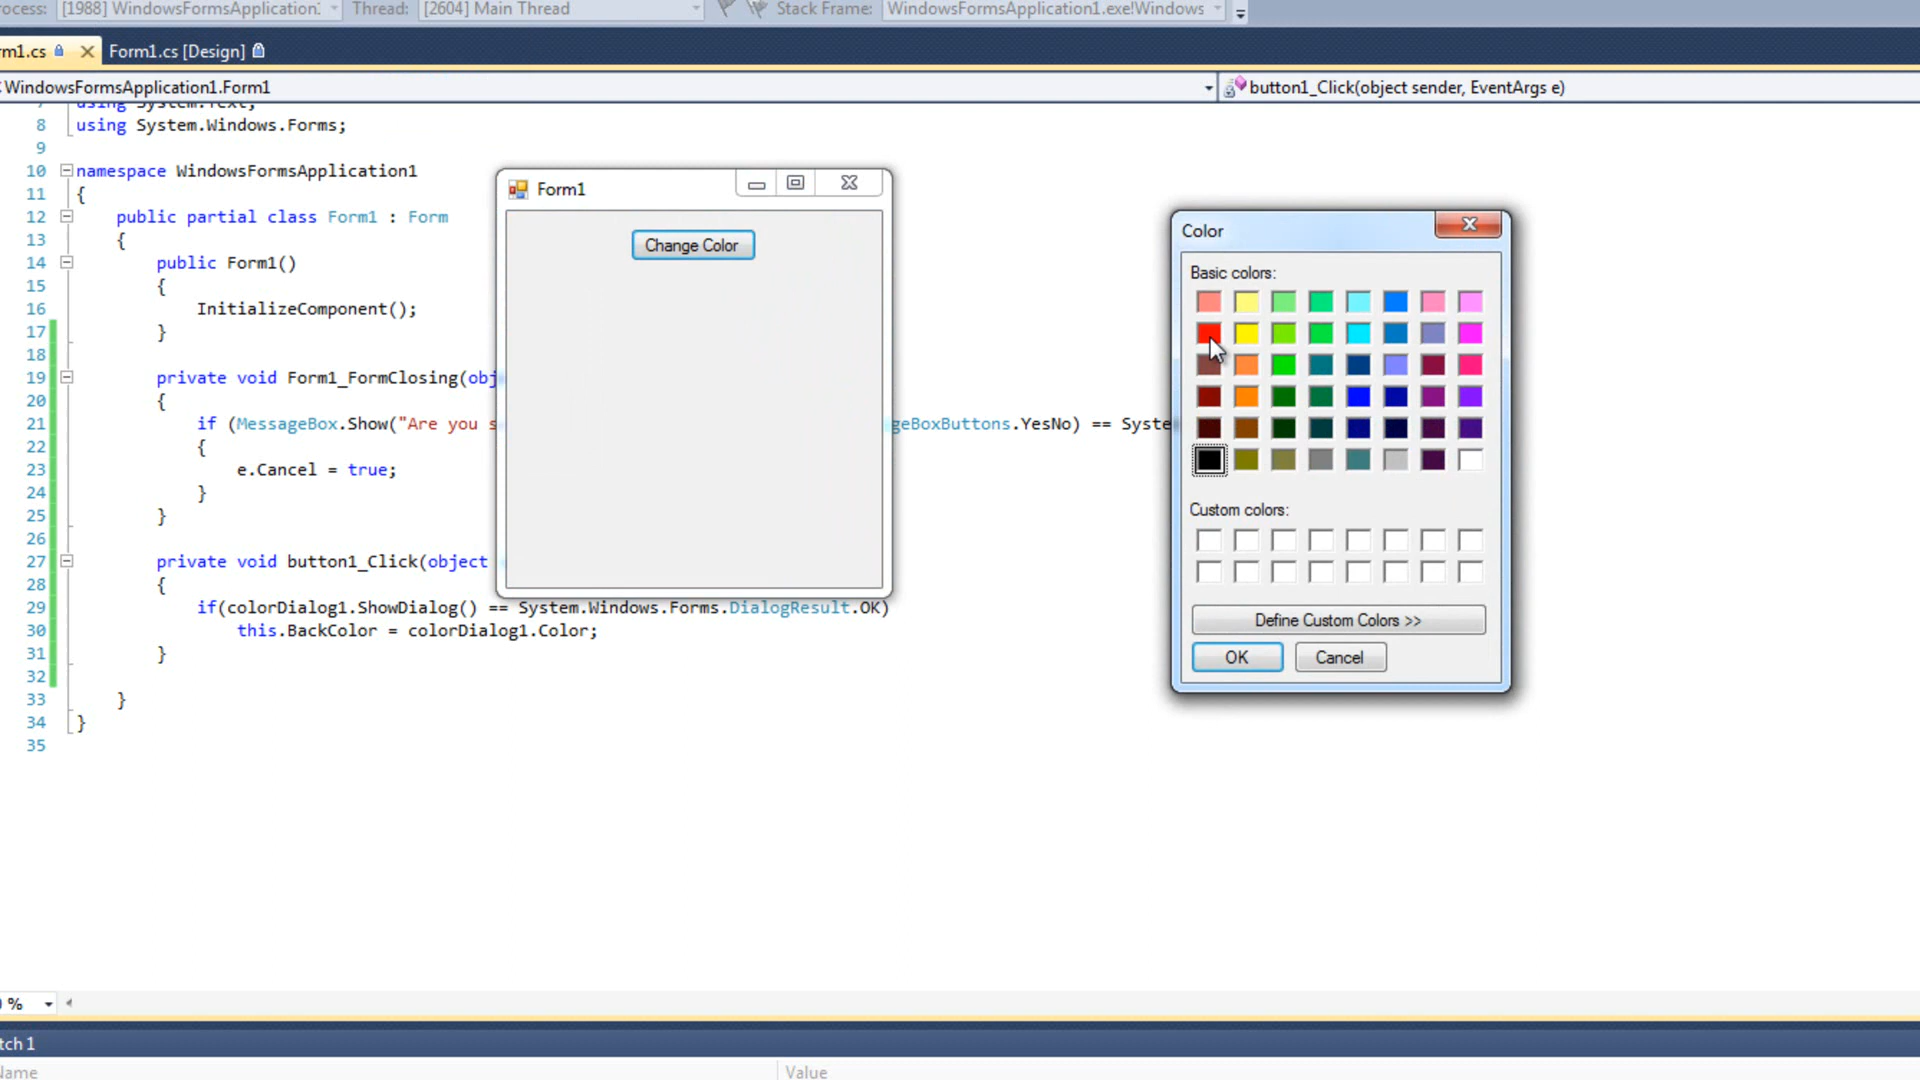 rocess: [1988] WindowsFormsApplication: Thread: [2604] Main Thread Stack Frame: WindowsFormsApplication1.exe!Windows
rm1.cs Form1.cs [Design]
WindowsFormsApplication1.Form1 button1_Click(object sender, EventArgs e)
7 using System.Text;
8 using System.Windows.Forms;
9
10 namespace WindowsFormsApplication1
11 {
12 public partial class Form1 : Form
13 {
14 public Form1()
15 {
16 InitializeComponent();
17 }
18
19 private void Form1_FormClosing(obj
20 {
21 if (MessageBox.Show("Are you s geBoxButtons.YesNo) == Syste
22 {
23 e.Cancel = true;
24 }
25 }
26
27 private void button1_Click(object
28 {
29 if(colorDialog1.ShowDialog() == System.Windows.Forms.DialogResult.OK)
30 this.BackColor = colorDialog1.Color;
31 }
32
33 }
34 }
35
Form1
Change Color
Color
Basic colors:
Custom colors:
Define Custom Colors >>
OK Cancel
%
tch 1
Name Value